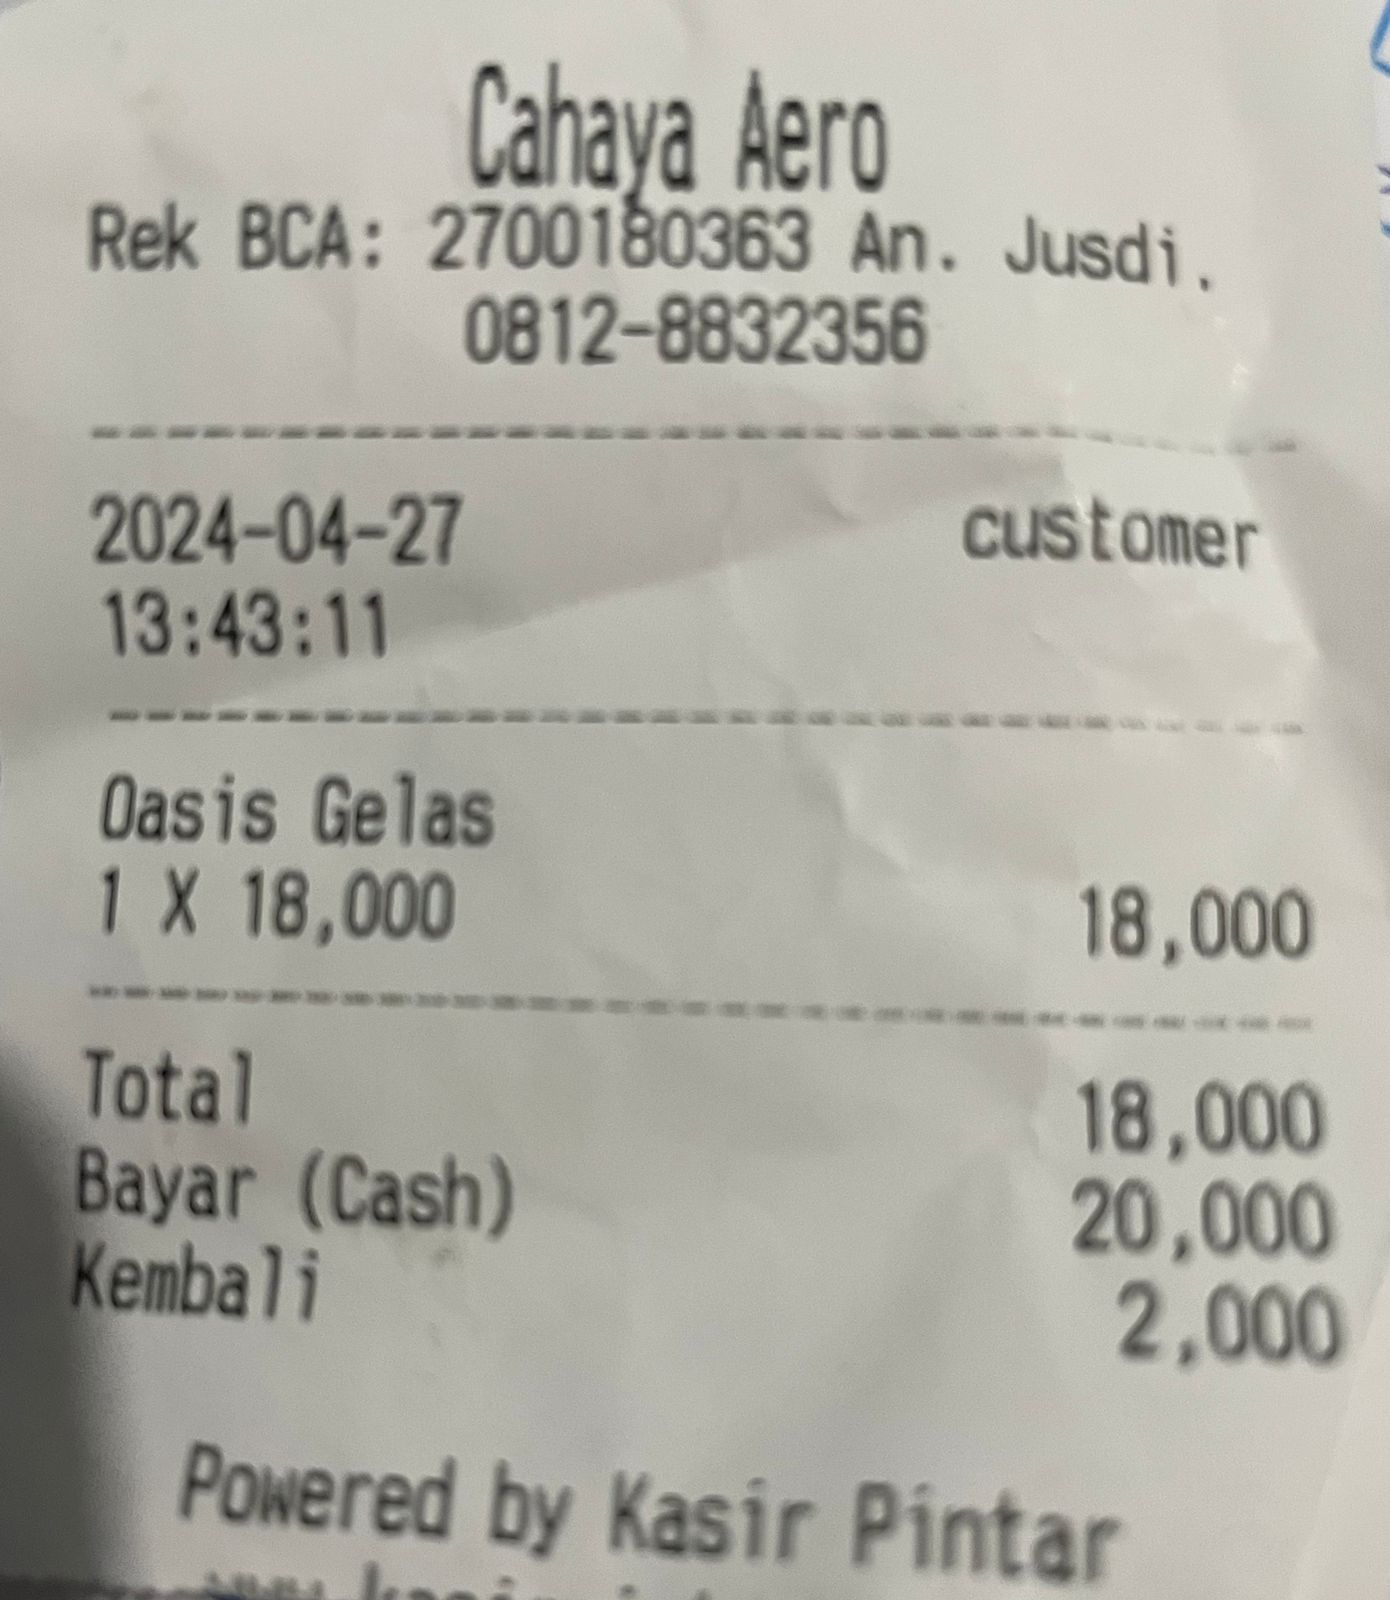 Cahaya Aero
Rek BCA: 2700180363 An. Jusdi.
0812-8832356
2024-04-27 customer
13:43:11
Oasis Gelas
1 X 18,000 18,000
Total 18,000
Bayar (Cash) 20,000
Kembali 2,000
Powered by Kasir Pintar